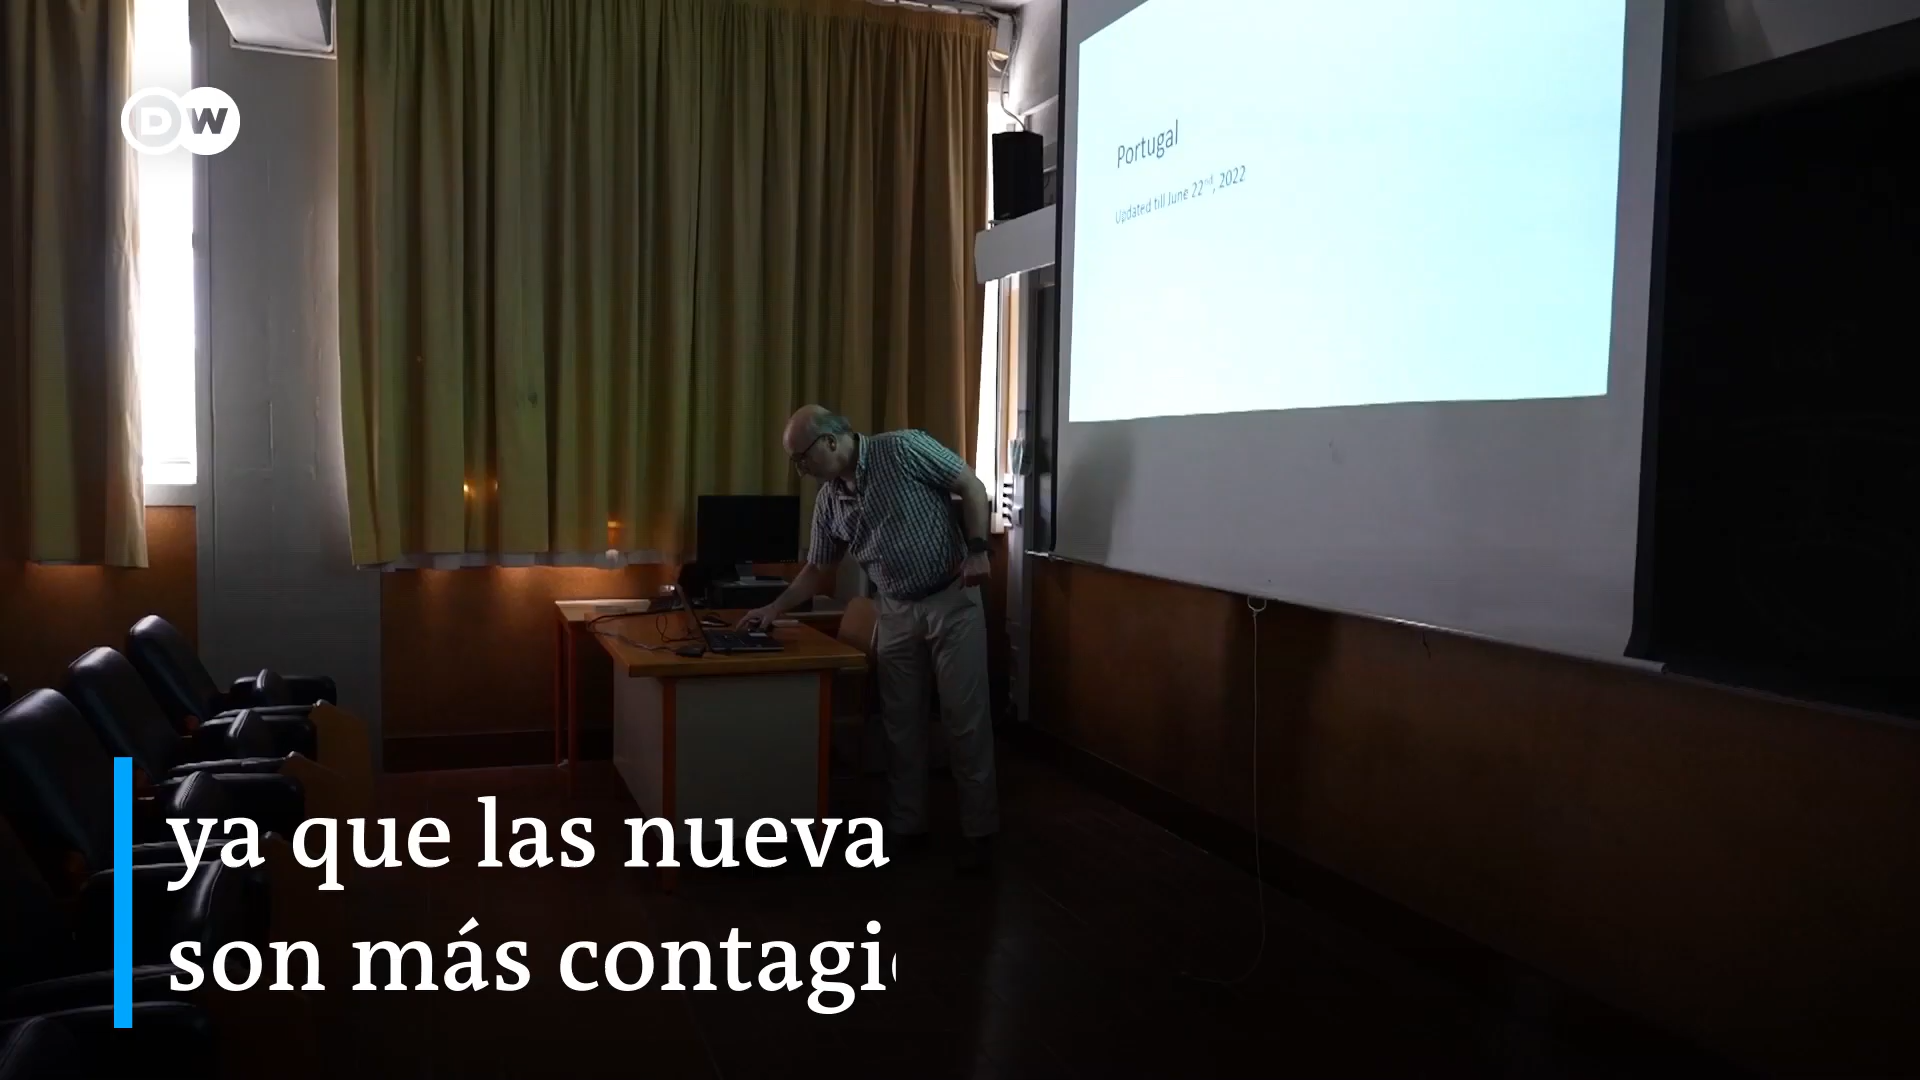 DW
Portugal
Updated till June 22nd, 2022
ya que las nueva
son más contagi